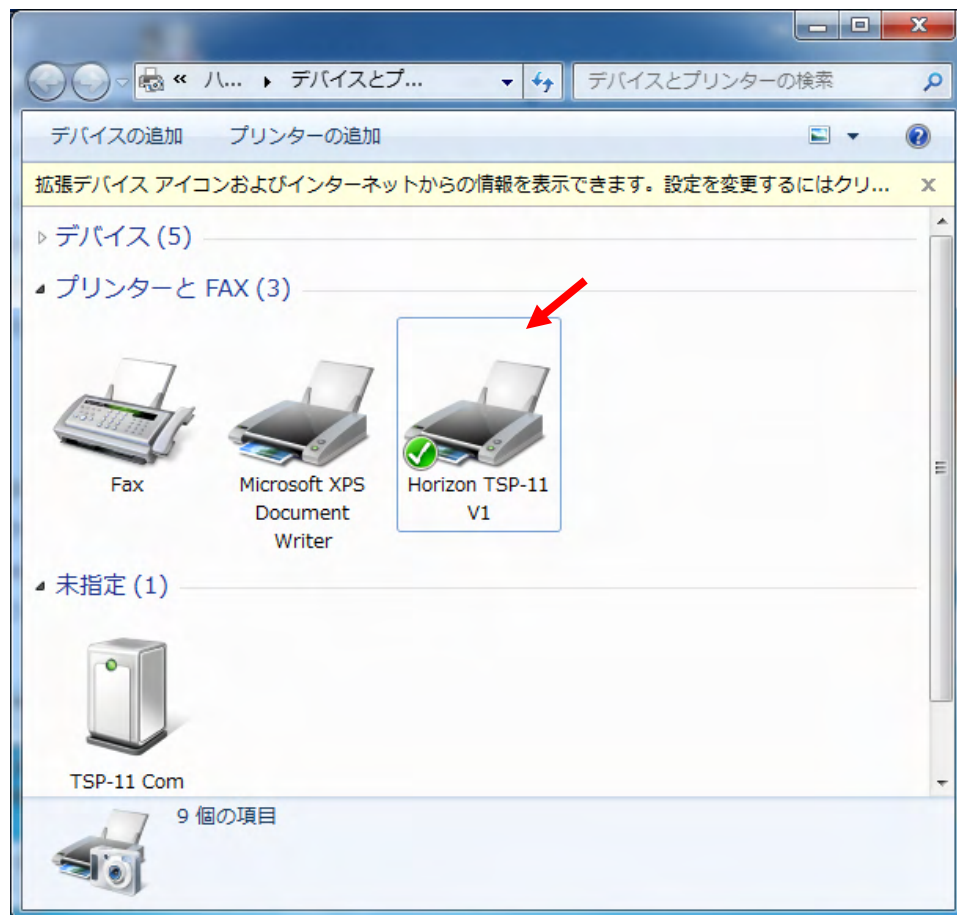 « ハ... デバイスとプ... デバイスとプリンターの検索
デバイスの追加 プリンターの追加
拡張デバイス アイコンおよびインターネットからの情報を表示できます。設定を変更するにはクリ...
デバイス (5)
プリンターと FAX (3)
Fax
Microsoft XPS
Document
Writer
Horizon TSP-11
V1
未指定 (1)
TSP-11 Com
9 個の項目